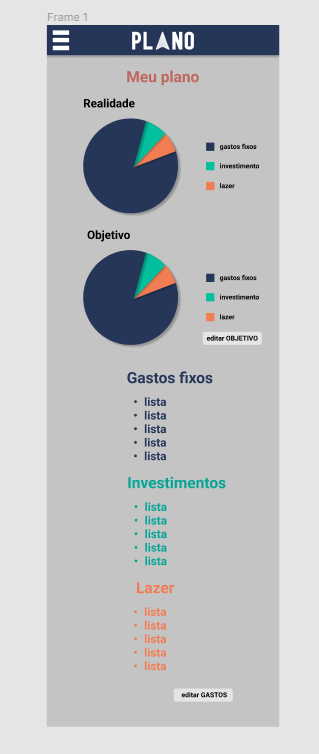 Frame 1
PLANO
Meu plano
Realidade
gastos fixos
investimento
lazer
Objetivo
gastos fixos
investimento
lazer
editar OBJETIVO
Gastos fixos
• lista
• lista
• lista
• lista
• lista
Investimentos
• lista
• lista
• lista
• lista
• lista
Lazer
• lista
• lista
• lista
• lista
• lista
editar GASTOS